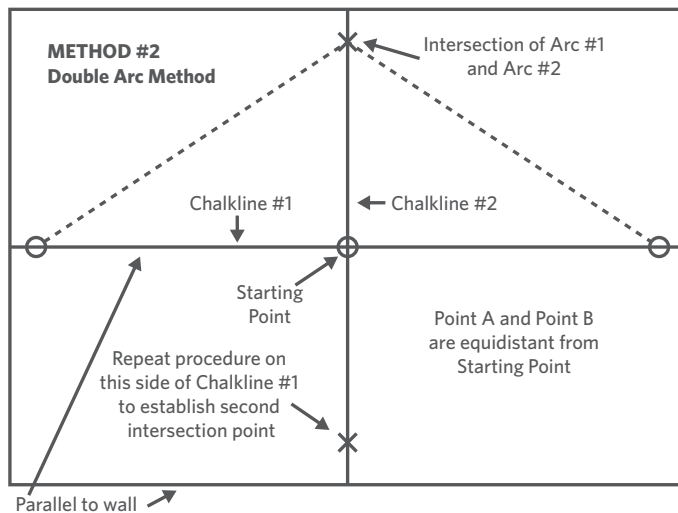 METHOD #2
Double Arc Method
Intersection of Arc #1
and Arc #2
Chalkline #1
Chalkline #2
Starting
Point
Point A and Point B
are equidistant from
Starting Point
Repeat procedure on
this side of Chalkline #1
to establish second
intersection point
Parallel to wall